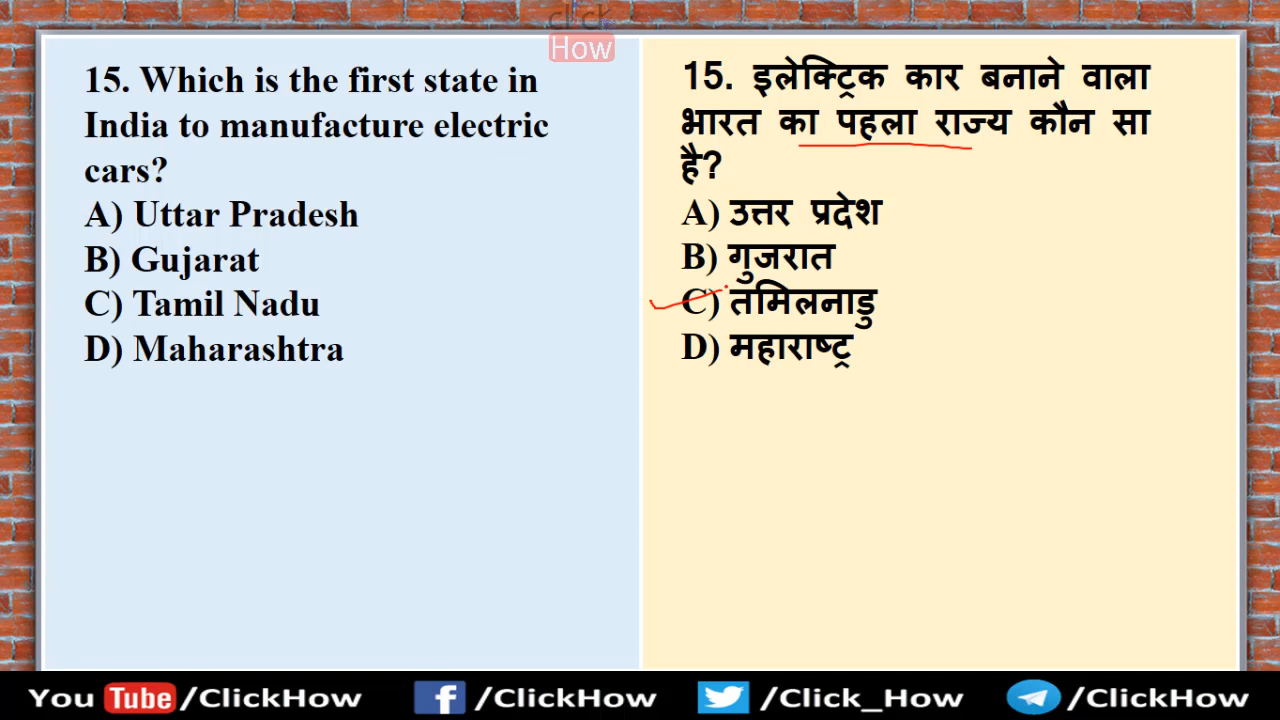 click
How
15. Which is the first state in
India to manufacture electric
cars?
A) Uttar Pradesh
B) Gujarat
C) Tamil Nadu
D) Maharashtra
15. इलेक्ट्रिक कार बनाने वाला
भारत का पहला राज्य कौन सा
है?
A) उत्तर प्रदेश
B) गुजरात
C) तमिलनाडु
D) महाराष्ट्र
You Tube /ClickHow
f /ClickHow
/Click_How
/ClickHow